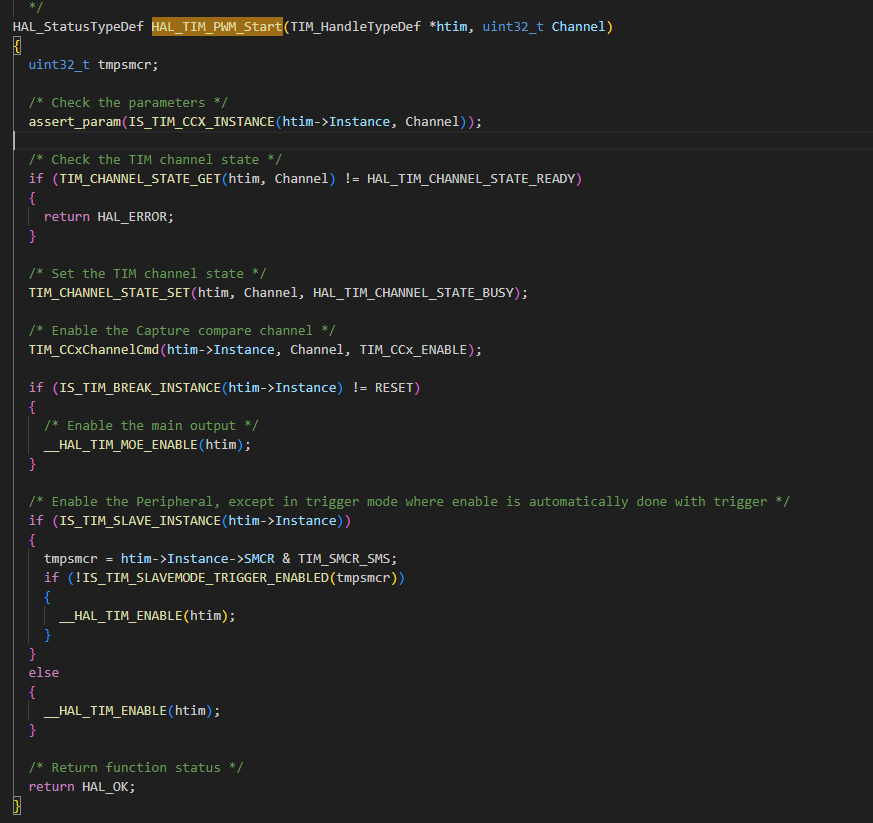 */
HAL_StatusTypeDef HAL_TIM_PWM_Start(TIM_HandleTypeDef *htim, uint32_t Channel)
{
  uint32_t tmpsmcr;

  /* Check the parameters */
  assert_param(IS_TIM_CCX_INSTANCE(htim->Instance, Channel));

  /* Check the TIM channel state */
  if (TIM_CHANNEL_STATE_GET(htim, Channel) != HAL_TIM_CHANNEL_STATE_READY)
  {
    return HAL_ERROR;
  }

  /* Set the TIM channel state */
  TIM_CHANNEL_STATE_SET(htim, Channel, HAL_TIM_CHANNEL_STATE_BUSY);

  /* Enable the Capture compare channel */
  TIM_CCxChannelCmd(htim->Instance, Channel, TIM_CCx_ENABLE);

  if (IS_TIM_BREAK_INSTANCE(htim->Instance) != RESET)
  {
    /* Enable the main output */
    __HAL_TIM_MOE_ENABLE(htim);
  }

  /* Enable the Peripheral, except in trigger mode where enable is automatically done with trigger */
  if (IS_TIM_SLAVE_INSTANCE(htim->Instance))
  {
    tmpsmcr = htim->Instance->SMCR & TIM_SMCR_SMS;
    if (!IS_TIM_SLAVEMODE_TRIGGER_ENABLED(tmpsmcr))
    {
      __HAL_TIM_ENABLE(htim);
    }
  }
  else
  {
    __HAL_TIM_ENABLE(htim);
  }

  /* Return function status */
  return HAL_OK;
}